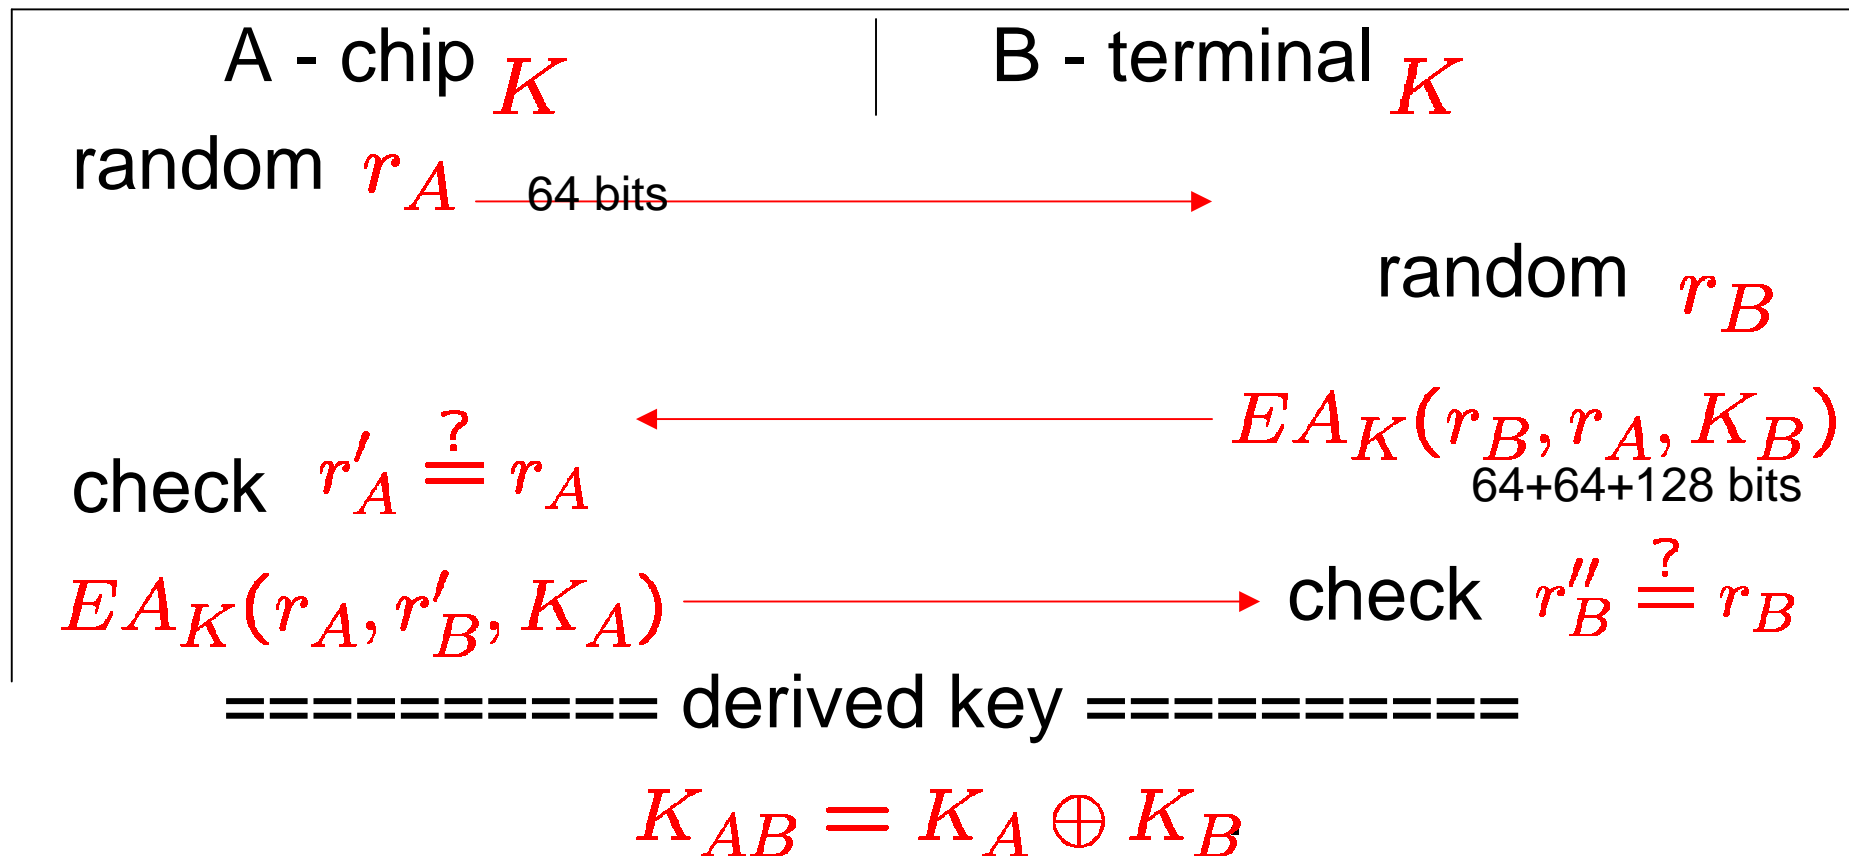 A - chip K
B - terminal K
random r_A 64 bits
random r_B
EA_K(r_B, r_A, K_B)
64+64+128 bits
check r'_A ?= r_A
EA_K(r_A, r'_B, K_A)
check r''_B ?= r_B
========== derived key ==========
K_AB = K_A ⊕ K_B